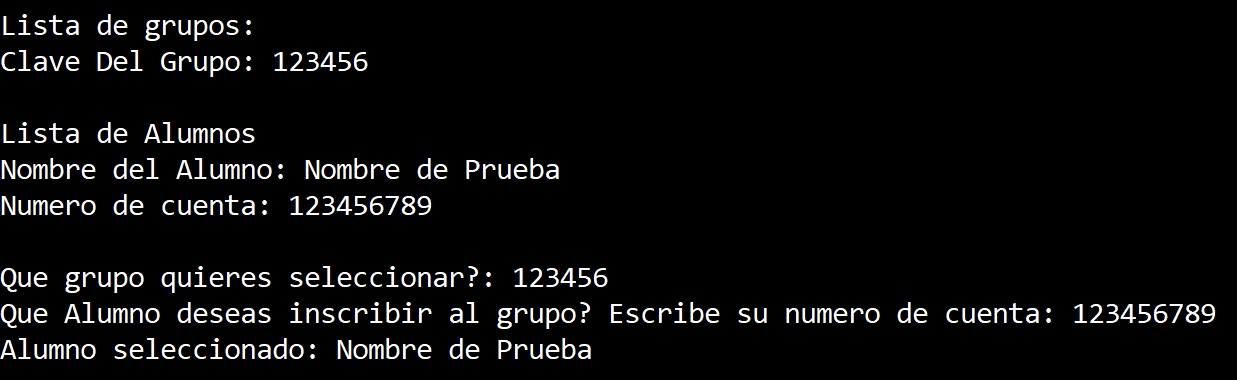 Lista de grupos:
Clave Del Grupo: 123456
Lista de Alumnos
Nombre del Alumno: Nombre de Prueba
Numero de cuenta: 123456789
Que grupo quieres seleccionar?: 123456
Que Alumno deseas inscribir al grupo? Escribe su numero de cuenta: 123456789
Alumno seleccionado: Nombre de Prueba